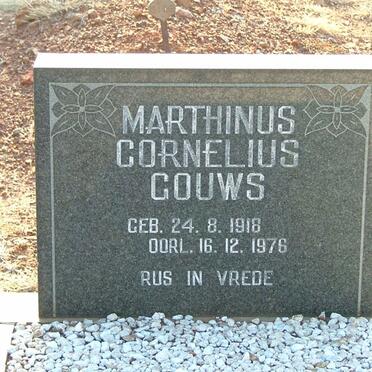 MARTHINUS
CORNELIUS
GOUWS
GEB. 24. 8. 1918
OORL. 16. 12. 1976
RUS IN VREDE